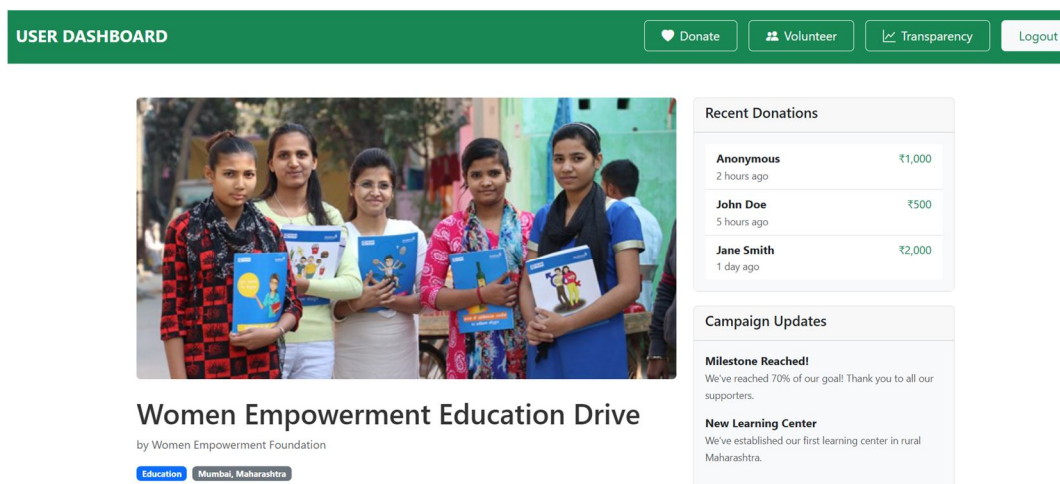 USER DASHBOARD
Donate
Volunteer
Transparency
Logout
Recent Donations
Anonymous ₹1,000
2 hours ago
John Doe ₹500
5 hours ago
Jane Smith ₹2,000
1 day ago
Campaign Updates
Milestone Reached!
We've reached 70% of our goal! Thank you to all our
supporters.
New Learning Center
We've established our first learning center in rural
Maharashtra.
Women Empowerment Education Drive
by Women Empowerment Foundation
Education
Mumbai, Maharashtra